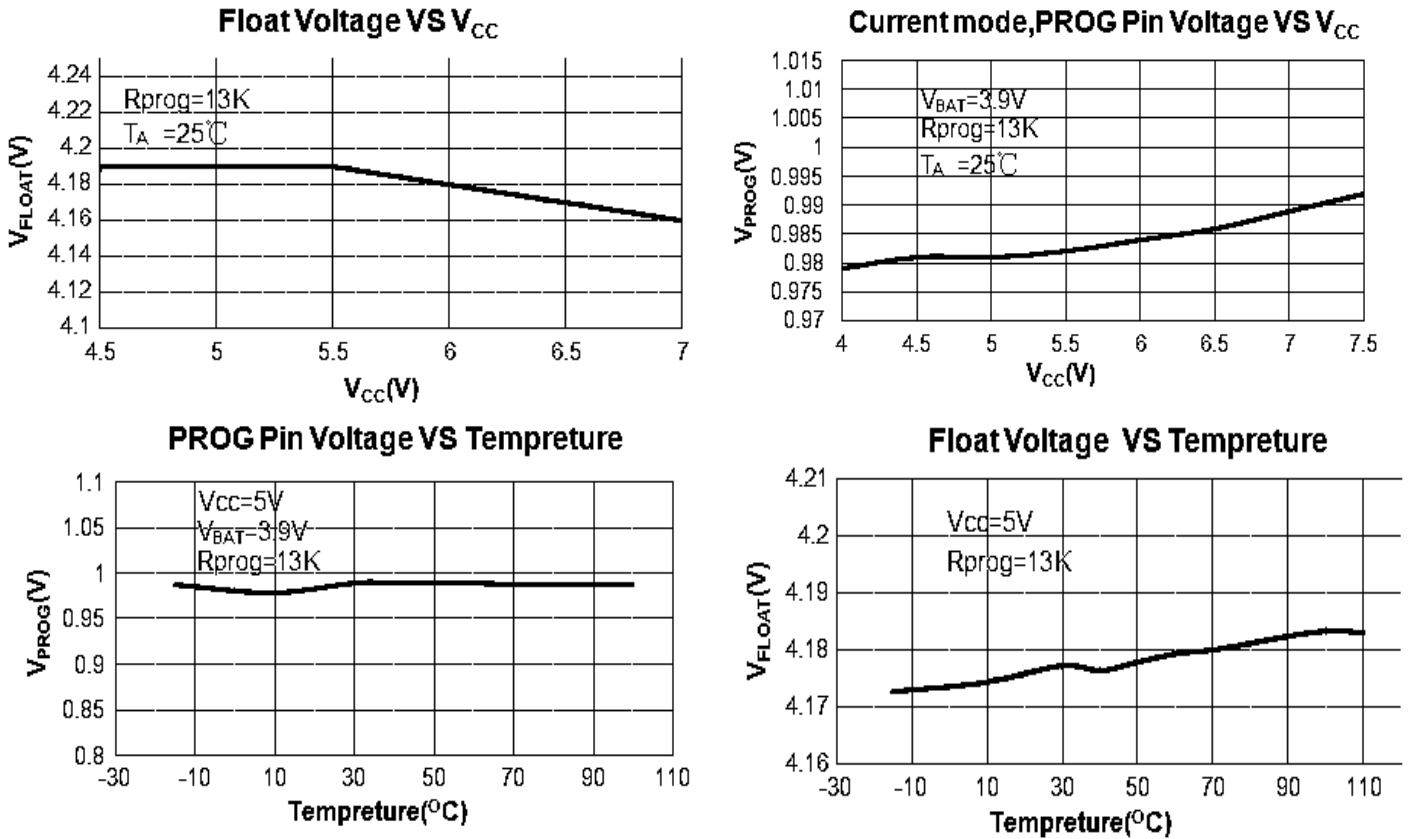 Float Voltage VS VCC
4.24
4.22
4.2
4.18
4.16
4.14
4.12
4.1
VFLOAT(V)
Rprog=13K
TA =25℃
4.5 5 5.5 6 6.5 7
VCC(V)
Current mode,PROG Pin Voltage VS VCC
1.015
1.01
1.005
1
0.995
0.99
0.985
0.98
0.975
0.97
VPROG(V)
VBAT=3.9V
Rprog=13K
TA =25℃
4 4.5 5 5.5 6 6.5 7 7.5
VCC(V)
PROG Pin Voltage VS Tempreture
1.1
1.05
1
0.95
0.9
0.85
0.8
VPROG(V)
Vcc=5V
VBAT=3.9V
Rprog=13K
-30 -10 10 30 50 70 90 110
Tempreture(OC)
Float Voltage VS Tempreture
4.21
4.2
4.19
4.18
4.17
4.16
VFLOAT(V)
Vcc=5V
Rprog=13K
-30 -10 10 30 50 70 90 110
Tempreture(OC)